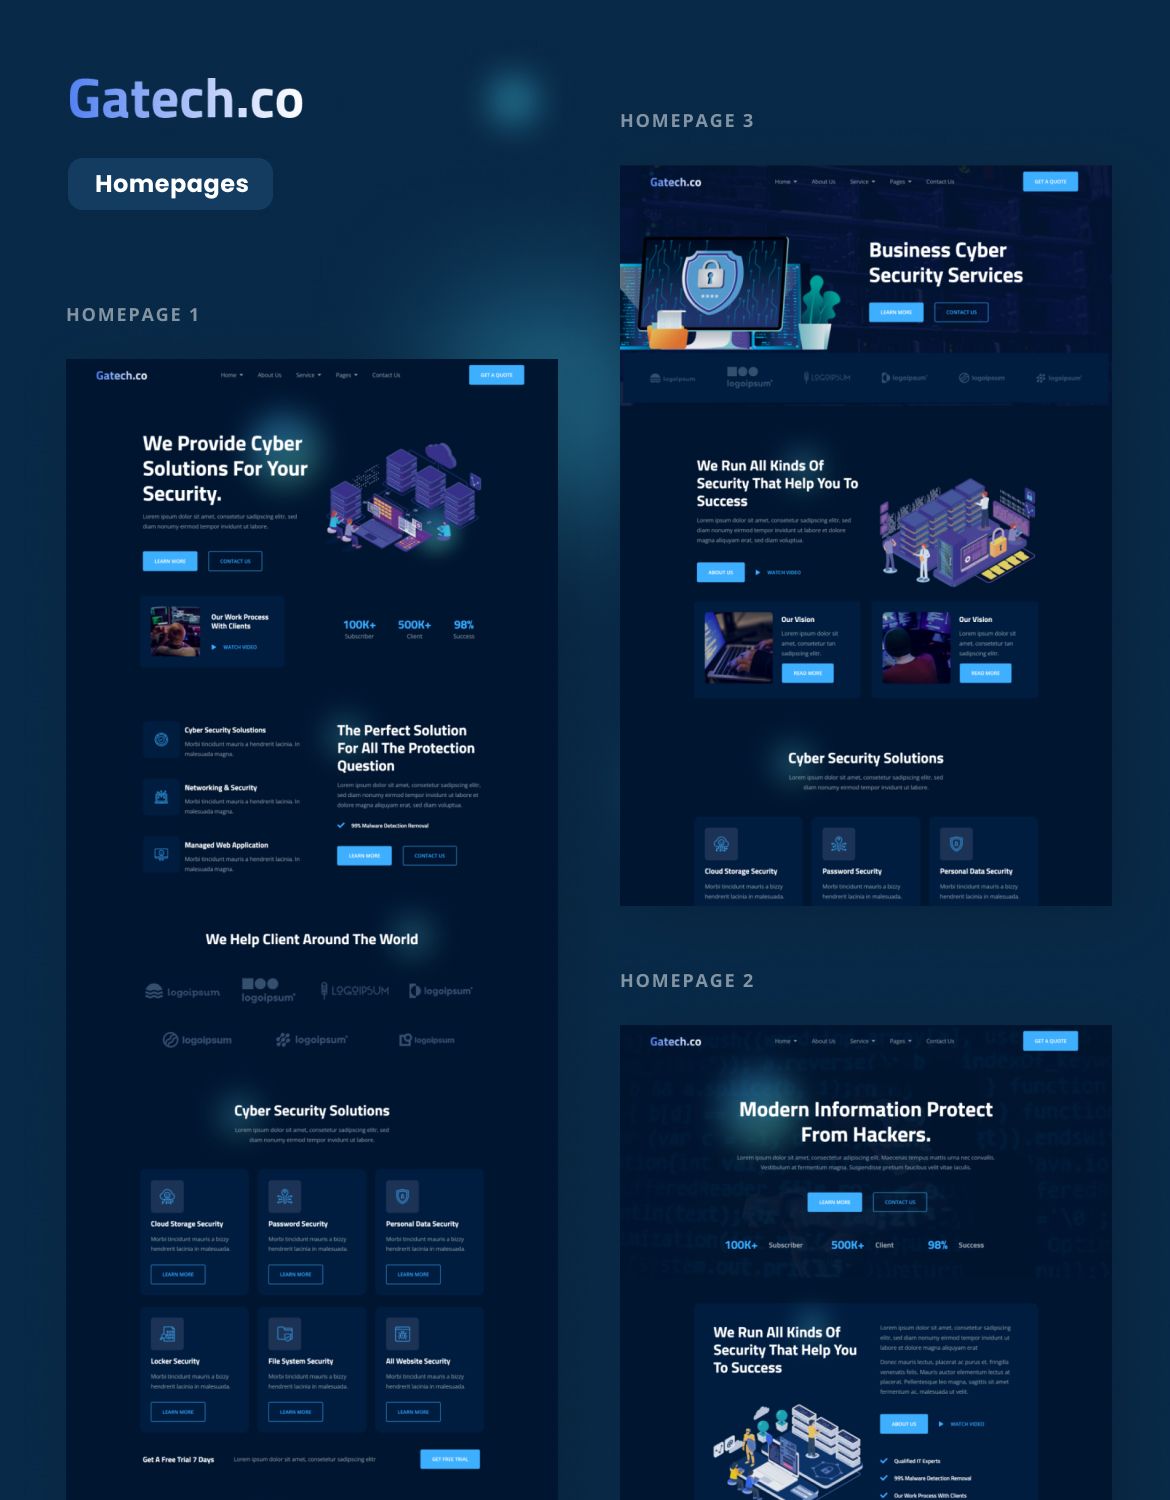 Gatech.co
Homepages
HOMEPAGE 1
Gatech.co
Home
About Us
Service
Pages
Contact Us
GET A QUOTE
We Provide Cyber
Solutions For Your
Security.
Lorem ipsum dolor sit amet, consetetur sadipscing elitr, sed
diam nonumy eirmod tempor invidunt ut labore.
LEARN MORE
CONTACT US
Our Work Process
With Clients
WATCH VIDEO
100K+
Subscriber
500K+
Client
98%
Success
Cyber Security Solustions
Morbi tincidunt mauris a hendrerit lacinia. In
malesuada magna.
Networking & Security
Morbi tincidunt mauris a hendrerit lacinia. In
malesuada magna.
Managed Web Application
Morbi tincidunt mauris a hendrerit lacinia. In
malesuada magna.
The Perfect Solution
For All The Protection
Question
Lorem ipsum dolor sit amet, consetetur sadipscing elitr,
sed diam nonumy eirmod tempor invidunt ut labore et
dolore magna aliquyam erat, sed diam voluptua.
99% Malware Detection Removal
LEARN MORE
CONTACT US
We Help Client Around The World
logoipsum
logoipsum
LOGOIPSUM
logoipsum
logoipsum
logoipsum
logoipsum
Cyber Security Solutions
Lorem ipsum dolor sit amet, consetetur sadipscing elitr, sed
diam nonumy eirmod tempor invidunt ut labore.
Cloud Storage Security
Morbi tincidunt mauris a bizzy
hendrerit lacinia in malesuada.
LEARN MORE
Password Security
Morbi tincidunt mauris a bizzy
hendrerit lacinia in malesuada.
LEARN MORE
Personal Data Security
Morbi tincidunt mauris a bizzy
hendrerit lacinia in malesuada.
LEARN MORE
Locker Security
Morbi tincidunt mauris a bizzy
hendrerit lacinia in malesuada.
LEARN MORE
File System Security
Morbi tincidunt mauris a bizzy
hendrerit lacinia in malesuada.
LEARN MORE
All Website Security
Morbi tincidunt mauris a bizzy
hendrerit lacinia in malesuada.
LEARN MORE
Get A Free Trial 7 Days
Lorem ipsum dolor sit amet, consetetur sadipscing elitr
GET FREE TRIAL
HOMEPAGE 3
Gatech.co
Home
About Us
Service
Pages
Contact Us
GET A QUOTE
Business Cyber
Security Services
LEARN MORE
CONTACT US
logoipsum
logoipsum
LOGOIPSUM
logoipsum
logoipsum
logoipsum
We Run All Kinds Of
Security That Help You To
Success
Lorem ipsum dolor sit amet, consetetur sadipscing elitr, sed
diam nonumy eirmod tempor invidunt ut labore et dolore
magna aliquyam erat, sed diam voluptua.
ABOUT US
WATCH VIDEO
Our Vision
Lorem ipsum dolor sit
amet, consetetur tan
sadipscing elitr.
READ MORE
Our Vision
Lorem ipsum dolor sit
amet, consetetur tan
sadipscing elitr.
READ MORE
Cyber Security Solutions
Lorem ipsum dolor sit amet, consetetur sadipscing elitr, sed
diam nonumy eirmod tempor invidunt ut labore.
Cloud Storage Security
Morbi tincidunt mauris a bizzy
hendrerit lacinia in malesuada.
Password Security
Morbi tincidunt mauris a bizzy
hendrerit lacinia in malesuada.
Personal Data Security
Morbi tincidunt mauris a bizzy
hendrerit lacinia in malesuada.
HOMEPAGE 2
Gatech.co
Home
About Us
Service
Pages
Contact Us
GET A QUOTE
Modern Information Protect
From Hackers.
Lorem ipsum dolor sit amet, consectetur adipiscing elit. Maecenas tempus mattis urna nec convallis.
Vestibulum at fermentum magna. Suspendisse pretium faucibus velit vitae iaculis.
LEARN MORE
CONTACT US
100K+ Subscriber
500K+ Client
98% Success
We Run All Kinds Of
Security That Help You
To Success
Lorem ipsum dolor sit amet, consetetur sadipscing
elitr, sed diam nonumy eirmod tempor invidunt ut
labore et dolore magna aliquyam erat
Donec mauris lectus, placerat ac purus et, fringilla
venenatis felis. Mauris auctor elementum lectus at
placerat. Pellentesque leo magna, sagittis sit amet
fermentum ac, malesuada ut velit.
ABOUT US
WATCH VIDEO
Qualified IT Experts
99% Malware Detection Removal
Our Work Process With Clients